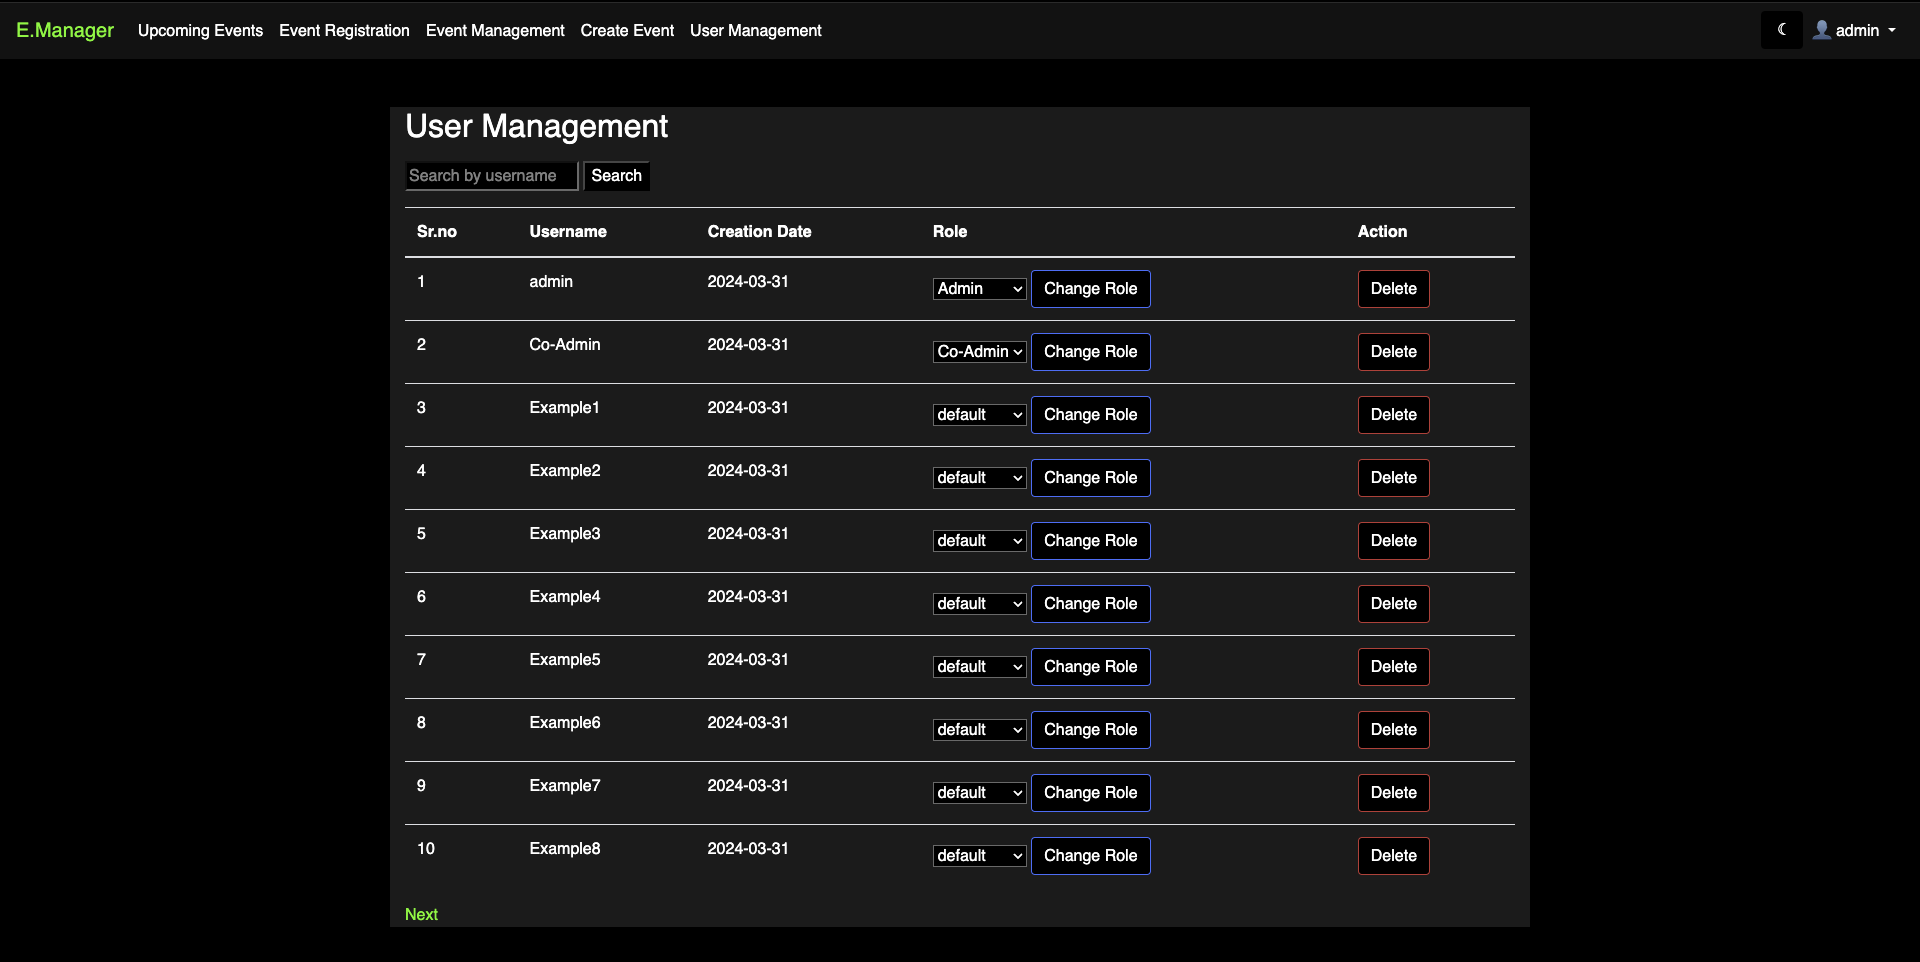 E.Manager Upcoming Events Event Registration Event Management Create Event User Management admin
User Management
Search by username Search
Sr.no Username Creation Date Role Action
1 admin 2024-03-31 Admin Change Role Delete
2 Co-Admin 2024-03-31 Co-Admin Change Role Delete
3 Example1 2024-03-31 default Change Role Delete
4 Example2 2024-03-31 default Change Role Delete
5 Example3 2024-03-31 default Change Role Delete
6 Example4 2024-03-31 default Change Role Delete
7 Example5 2024-03-31 default Change Role Delete
8 Example6 2024-03-31 default Change Role Delete
9 Example7 2024-03-31 default Change Role Delete
10 Example8 2024-03-31 default Change Role Delete
Next